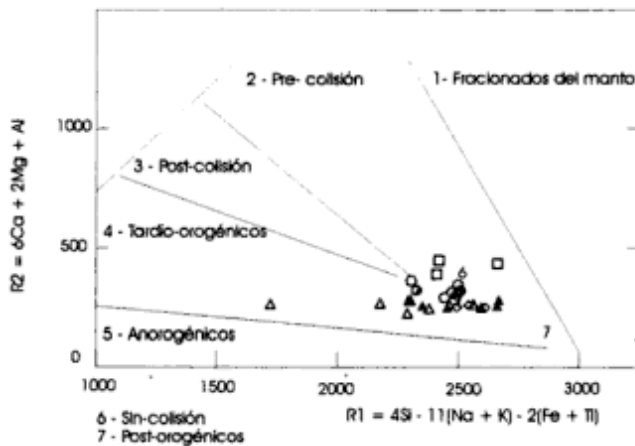 2 - Pre- colisión
1- Fracionados del manto
1000
3 - Post-colisión
4 - Tardío-orogénicos
500
6
5 - Anorogénicos
7
0
1000
1500
2000
2500
3000
R2 = 6Ca + 2Mg + Al
R1 = 4Si - 11(Na + K) - 2(Fe + Ti)
6 - Sin-colisión
7 - Post-orogénicos